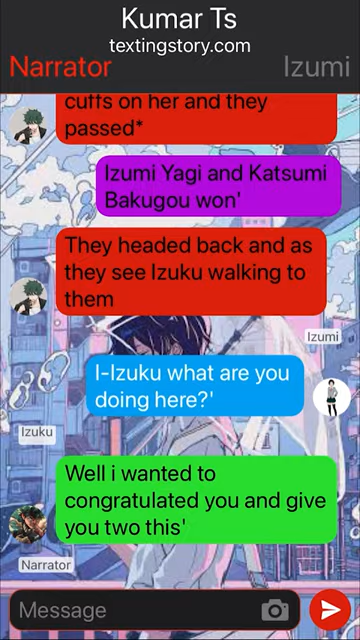 Kumar Ts
textingstory.com
Narrator
Izumi
cuffs on her and they
passed*
Izumi Yagi and Katsumi
Bakugou won'
They headed back and as
they see Izuku walking to
them
Izumi
I-Izuku what are you
doing here?'
Izuku
Well i wanted to
congratulated you and give
you two this'
Narrator
Message